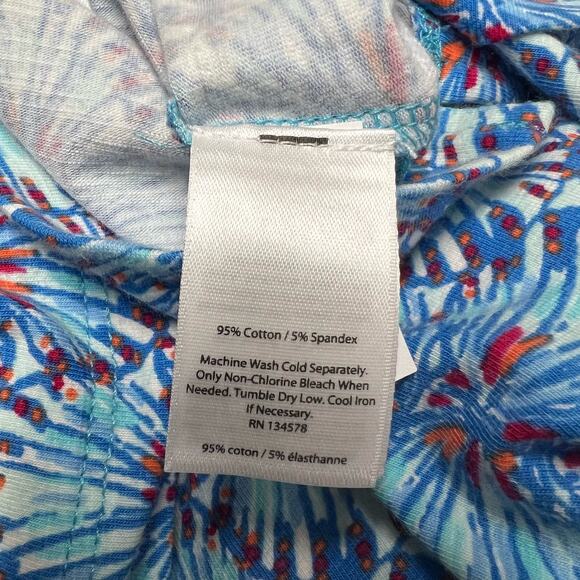 95% Cotton / 5% Spandex
Machine Wash Cold Separately.
Only Non-Chlorine Bleach When
Needed. Tumble Dry Low. Cool Iron
If Necessary.
RN 134578
95% coton / 5% élasthanne